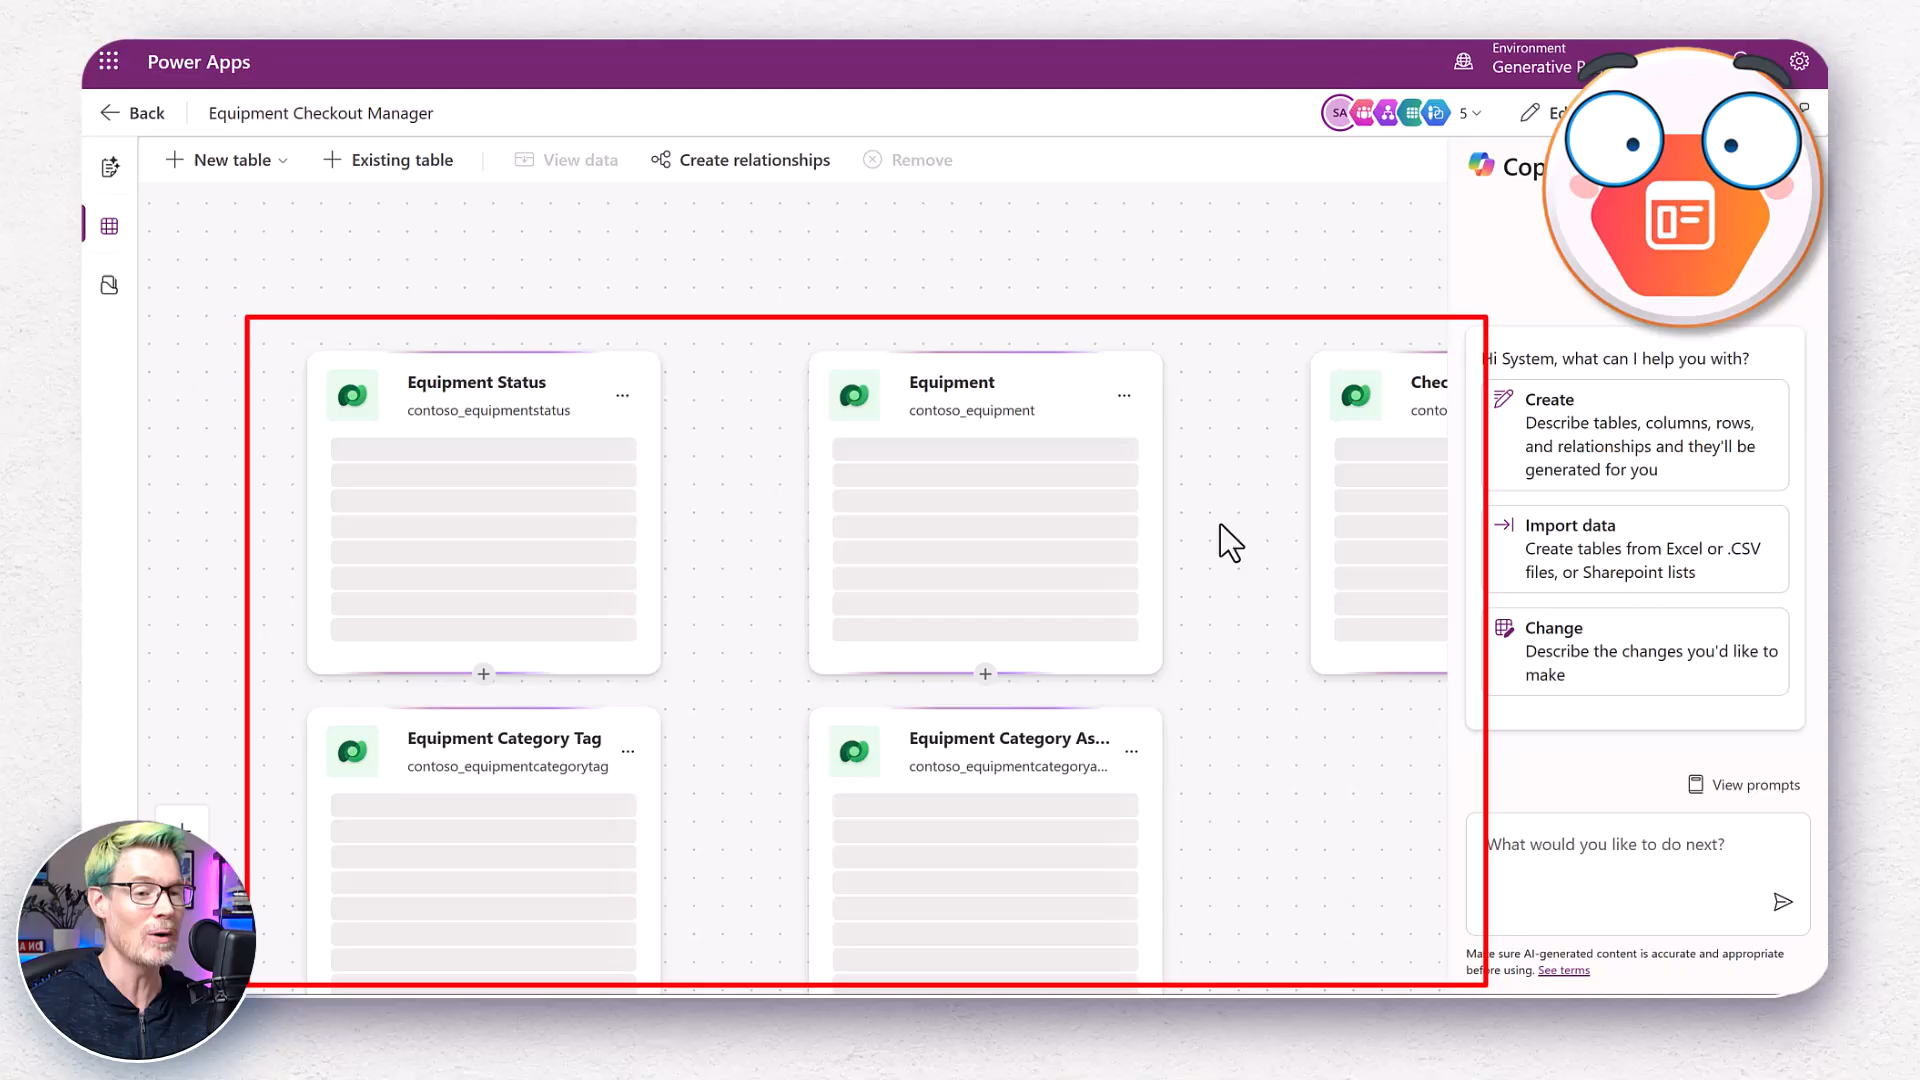 Power Apps
Environment
Generative P
Back
Equipment Checkout Manager
SA
5
New table
Existing table
View data
Create relationships
Remove
Equipment Status
contoso_equipmentstatus
Equipment
contoso_equipment
Chec
conto
Equipment Category Tag
contoso_equipmentcategorytag
Equipment Category As...
contoso_equipmentcategorya...
Hi System, what can I help you with?
Create
Describe tables, columns, rows,
and relationships and they'll be
generated for you
Import data
Create tables from Excel or .CSV
files, or Sharepoint lists
Change
Describe the changes you'd like to
make
View prompts
What would you like to do next?
Make sure AI-generated content is accurate and appropriate
before using. See terms